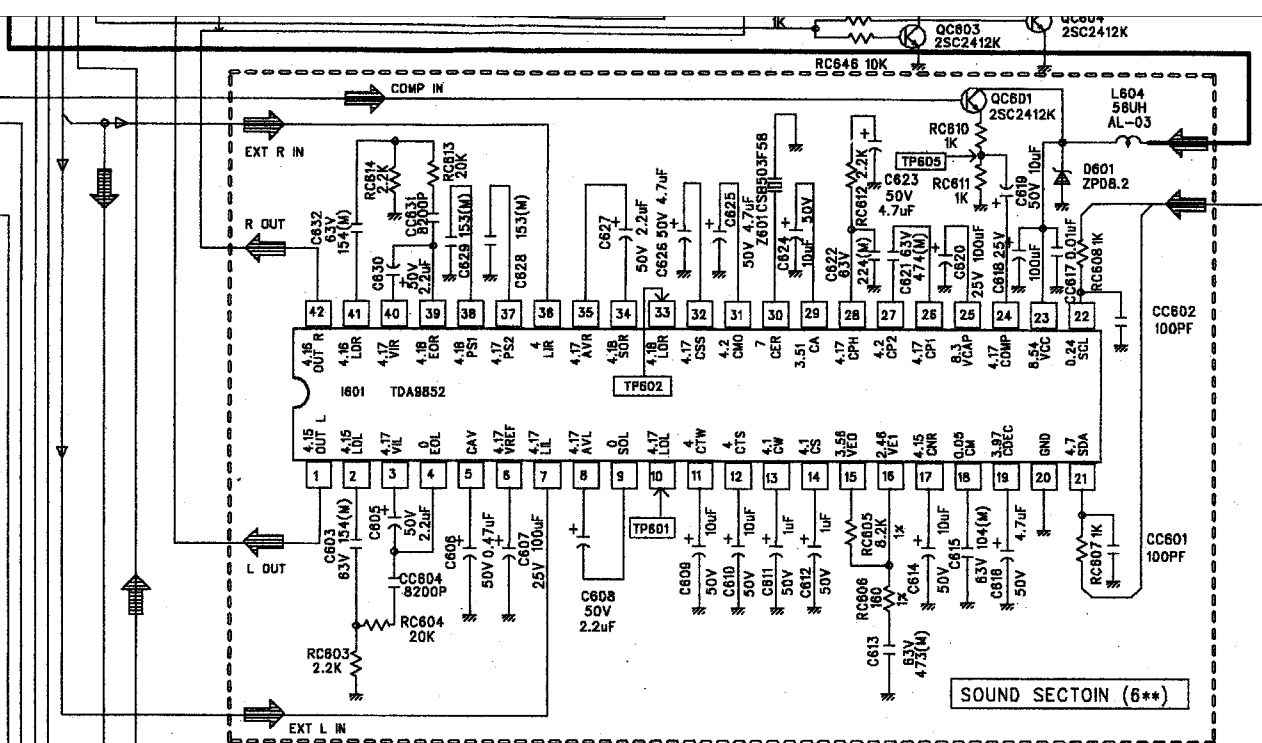 1K
QC603
2SC2412K
QC604
2SC2412K
RC646 10K
COMP IN
QC601
2SC2412K
L604
56UH
AL-03
EXT R IN
RC610
1K
TP605
RC611
1K
C619
50V 10uF
D601
ZPD8.2
R OUT
C632
63V
154(M)
RC614
2.2K
RC613
20K
CC631
8200P
C630
50V
2.2uF
C629 153(M)
153(M)
C628
C627
50V 2.2uF
C626 50V 4.7uF
C625
50V 4.7uF
Z601 CSB503F58
C624
50V
10uF
RC612 2.2K
C623
50V
4.7uF
C622
63V
224(M)
C621 63V
474(M)
C620
25V 100uF
C618 25V
100uF
CC617 0.01uF
RC608 1K
CC602
100PF
42
41
40
39
38
37
36
35
34
33
32
31
30
29
28
27
26
25
24
23
22
4.16
OUT R
4.16
LDR
4.17
VIR
4.18
EOR
4.18
PS1
4.17
PS2
4
LIR
4.17
AVR
4.18
SOR
4.18
LOR
4.17
CSS
4.2
CMO
7
CER
3.51
CA
4.17
CPH
4.2
CP2
4.17
CP1
8.3
VCAP
4.17
COMP
8.54
VCC
0.24
SCL
TP602
I601 TDA9852
4.15
OUT L
4.15
LDL
4.17
VIL
0
EOL
CAV
4.17
VREF
4.17
LIL
4.17
AVL
0
SOL
4.17
LOL
4
CTW
4
CTS
4.1
CW
4.1
CS
3.56
VEO
2.46
VE1
4.15
CNR
0.05
CM
3.97
CDEC
GND
4.7
SDA
1
2
3
4
5
6
7
8
9
10
11
12
13
14
15
16
17
18
19
20
21
TP601
L OUT
C603
63V 154(M)
C605
50V
2.2uF
CC604
8200P
RC604
20K
RC603
2.2K
C606
50V 0.47uF
C607
25V 100uF
C608
50V
2.2uF
C609
50V
10uF
C610
50V
10uF
C611
50V
1uF
C612
50V
1uF
RC605
8.2K
1%
RC606
160
1%
C613
63V
473(M)
C614
50V
10uF
C615
63V 104(M)
C616
50V
4.7uF
RC607 1K
CC601
100PF
EXT L IN
SOUND SECTOIN (6**)